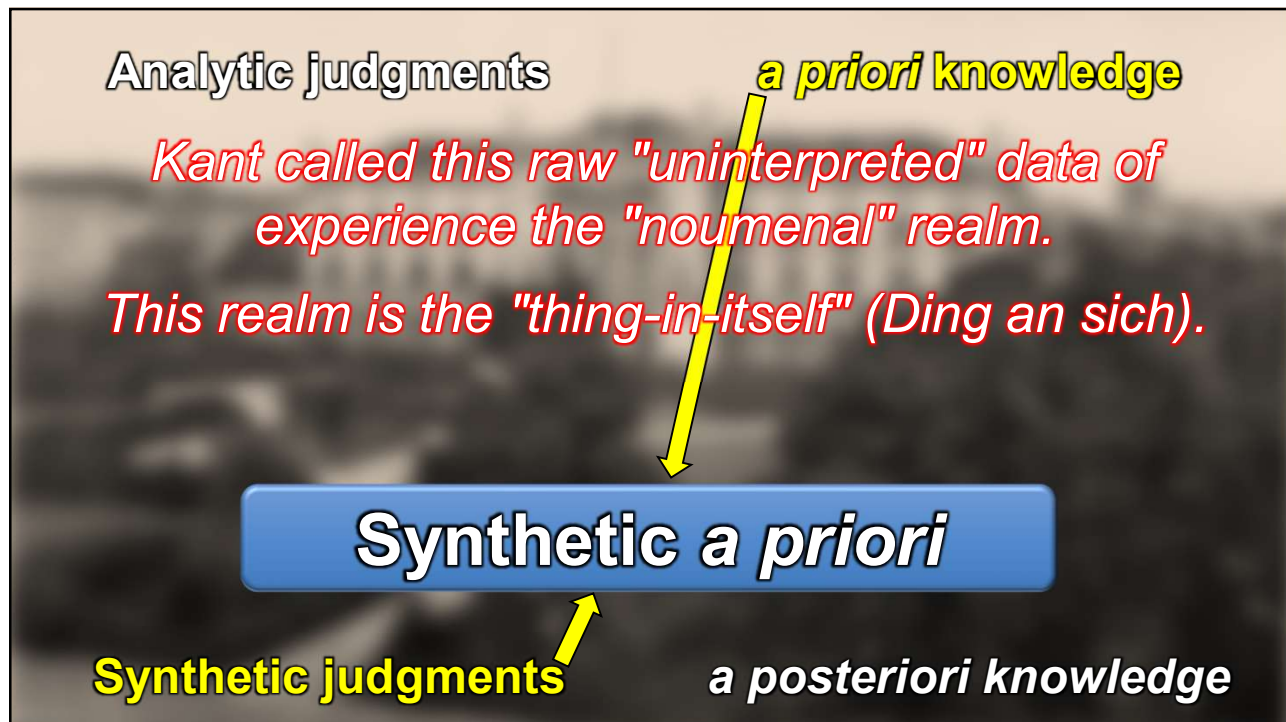 Analytic judgments
a priori knowledge
Kant called this raw "uninterpreted" data of
experience the "noumenal" realm.
This realm is the "thing-in-itself" (Ding an sich).
Synthetic a priori
Synthetic judgments
a posteriori knowledge